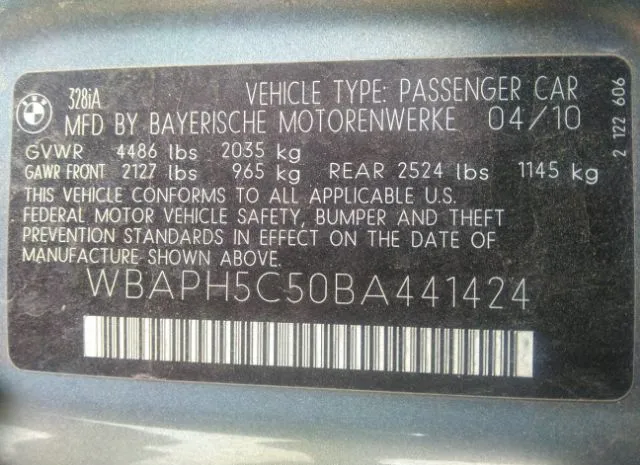 BMW 328iA VEHICLE TYPE: PASSENGER CAR
MFD BY BAYERISCHE MOTORENWERKE 04/10
GVWR 4486 lbs 2035 kg
GAWR FRONT 2127 lbs 965 kg REAR 2524 lbs 1145 kg
THIS VEHICLE CONFORMS TO ALL APPLICABLE U.S.
FEDERAL MOTOR VEHICLE SAFETY, BUMPER AND THEFT
PREVENTION STANDARDS IN EFFECT ON THE DATE OF
MANUFACTURE SHOWN ABOVE.
WBAPH5C50BA441424
2 122 606